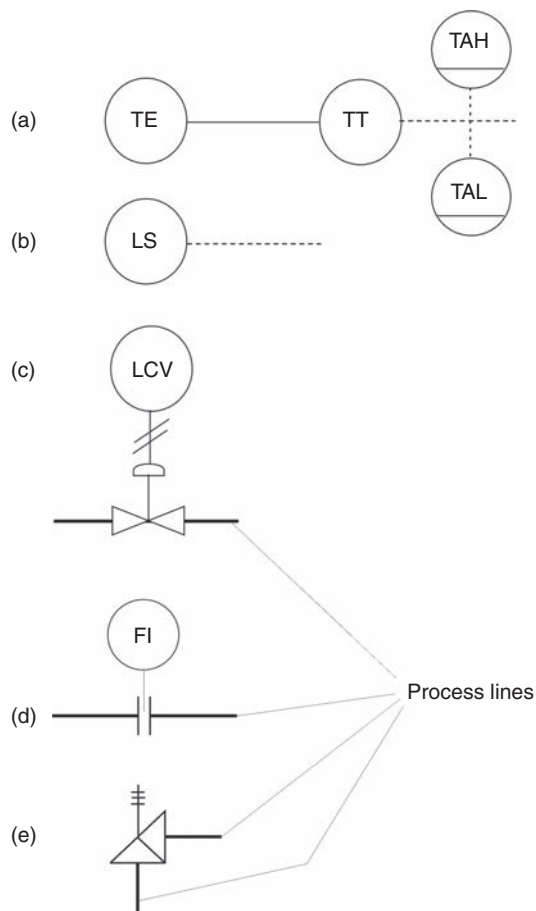 TAH
(a)
TE
TT
TAL
(b)
LS
(c)
LCV
FI
Process lines
(d)
(e)